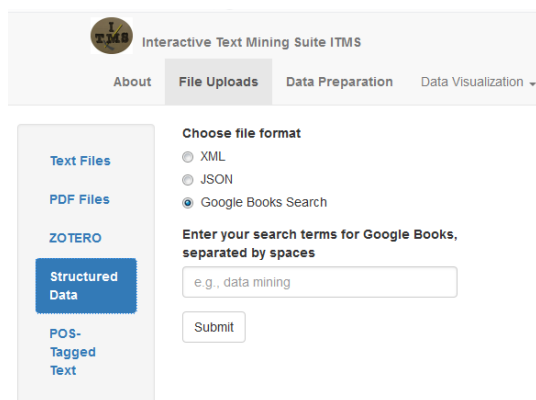 I
TMS
Interactive Text Mining Suite ITMS
About File Uploads Data Preparation Data Visualization
Text Files
PDF Files
ZOTERO
Structured
Data
POS-
Tagged
Text
Choose file format
XML
JSON
Google Books Search
Enter your search terms for Google Books,
separated by spaces
e.g., data mining
Submit